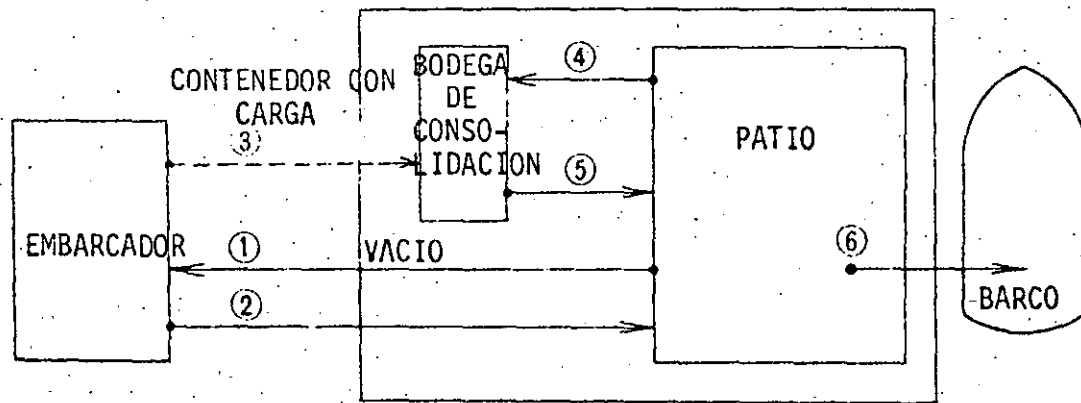 CONTENEDOR CON
CARGA
③
BODEGA
DE
CONSO-
LIDACION
④
⑤
PATIO
EMBARCADOR
①
VACIO
②
⑥
BARCO